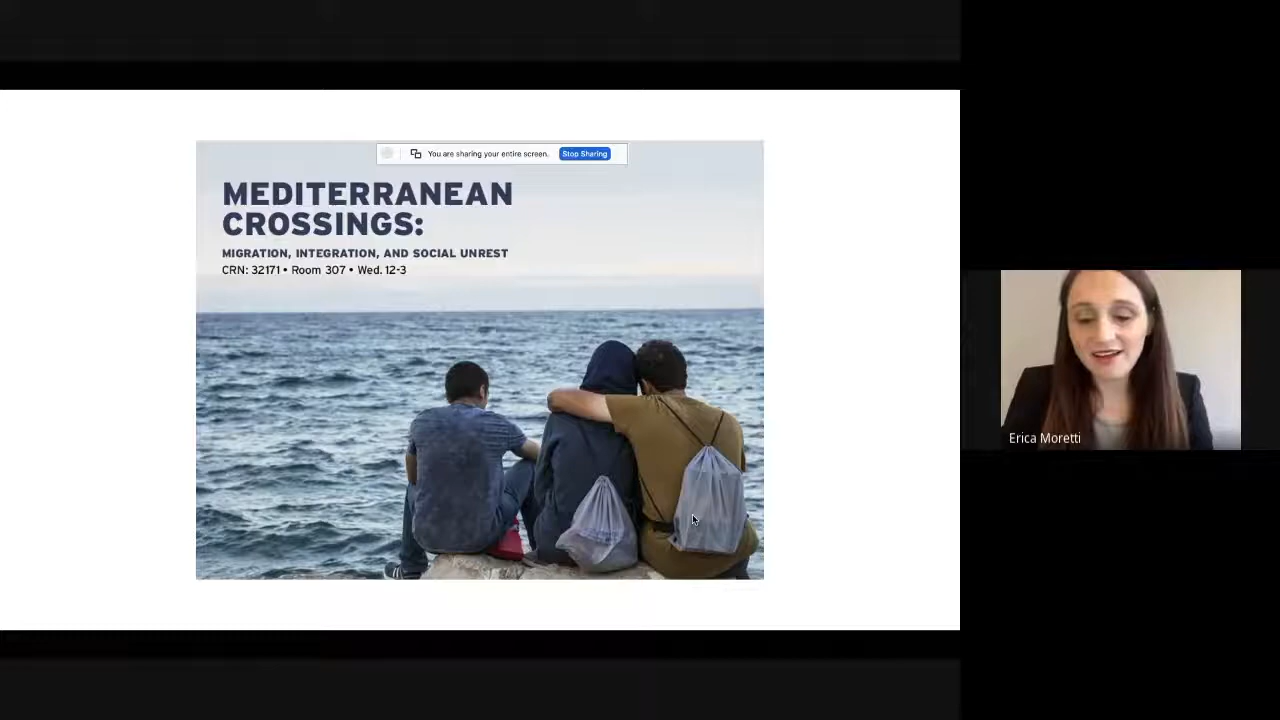 You are sharing your entire screen. Stop Sharing
MEDITERRANEAN
CROSSINGS:
MIGRATION, INTEGRATION, AND SOCIAL UNREST
CRN: 32171 • Room 307 • Wed. 12-3
Erica Moretti